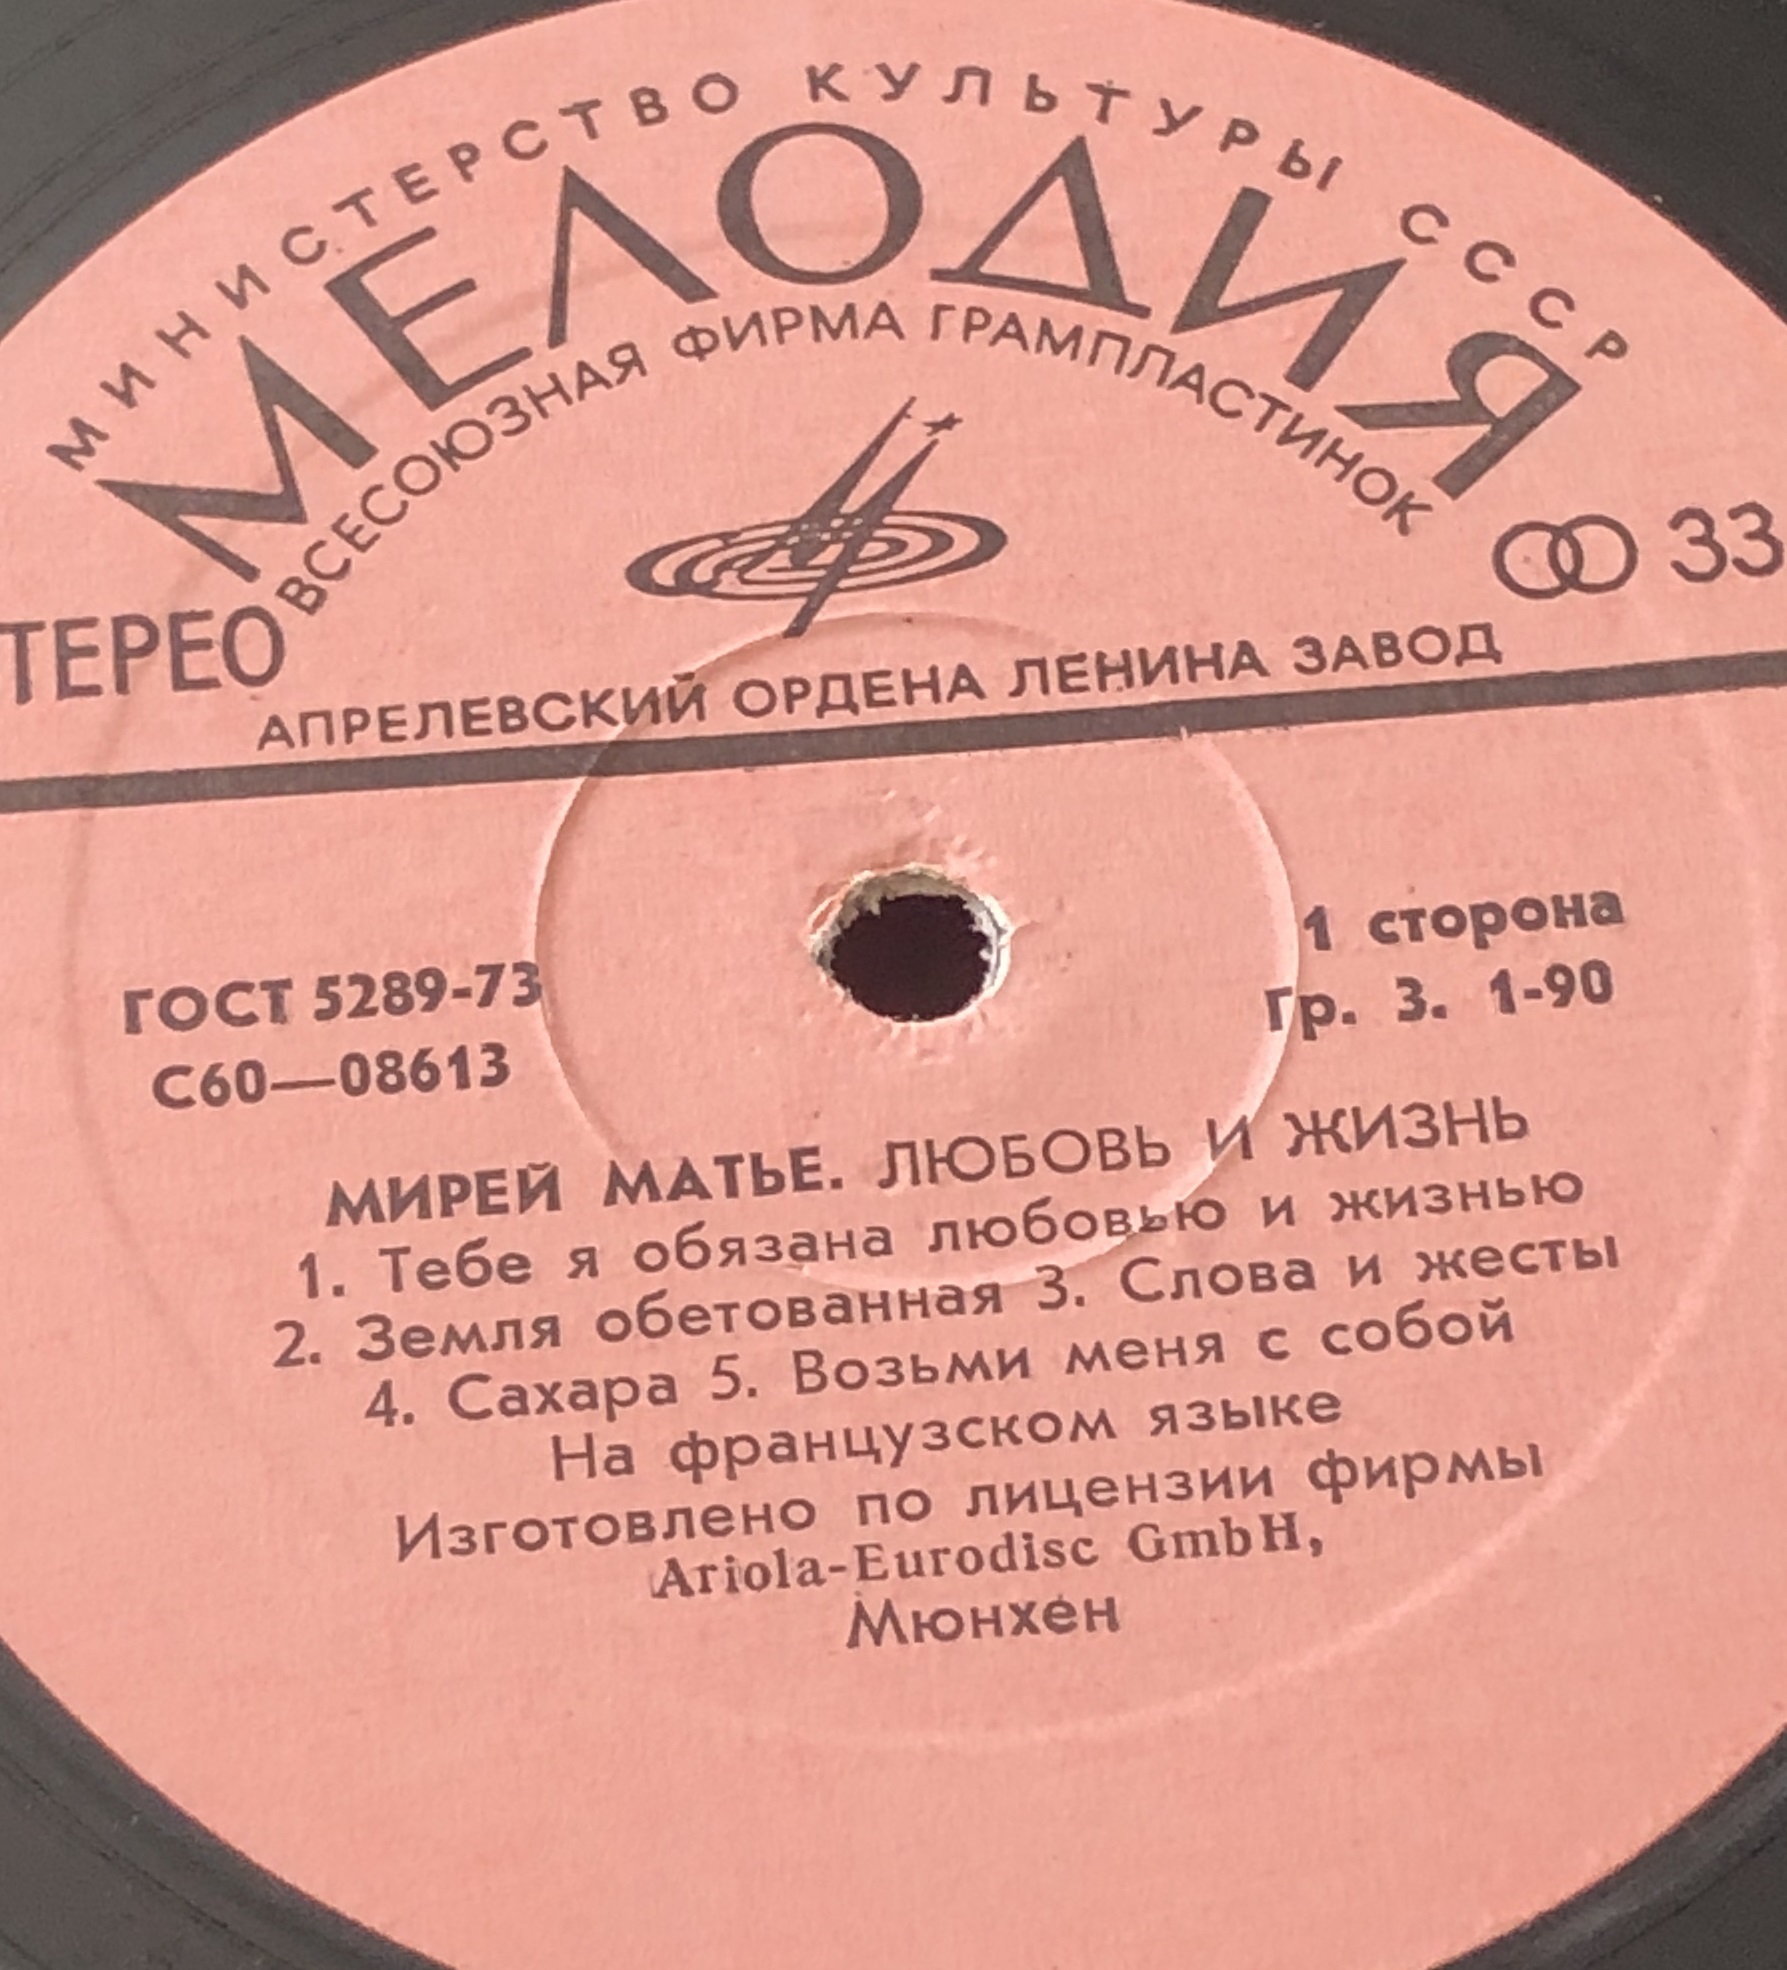 МИНИСТЕРСТВО КУЛЬТУРЫ СССР
МЕЛОДИЯ
ВСЕСОЮЗНАЯ ФИРМА ГРАМПЛАСТИНОК
ТЕРЕО
33
АПРЕЛЕВСКИЙ ОРДЕНА ЛЕНИНА ЗАВОД
ГОСТ 5289-73
С60—08613
1 сторона
Гр. 3. 1-90
МИРЕЙ МАТЬЕ. ЛЮБОВЬ И ЖИЗНЬ
1. Тебе я обязана любовью и жизнью
2. Земля обетованная 3. Слова и жесты
4. Сахара 5. Возьми меня с собой
На французском языке
Изготовлено по лицензии фирмы
Ariola-Eurodisc GmbH,
Мюнхен